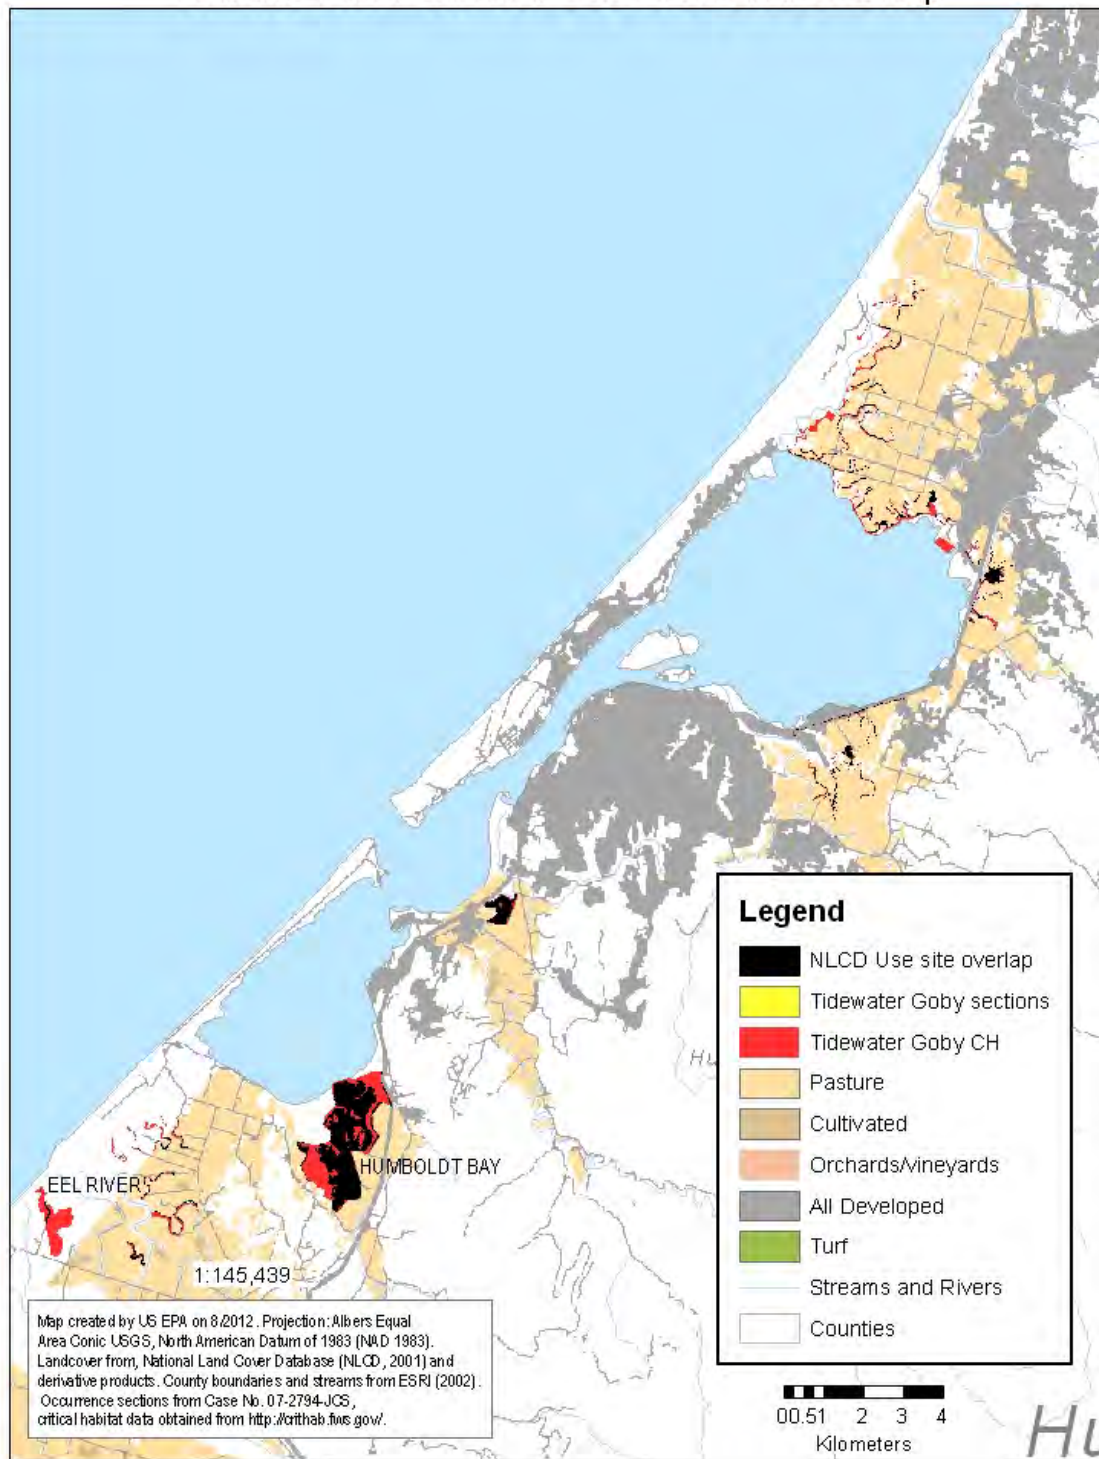 EEL RIVER
HUMBOLDT BAY
1:145,439
Hu
Legend
NLCD Use site overlap
Tidewater Goby sections
Tidewater Goby CH
Pasture
Cultivated
Orchards/vineyards
All Developed
Turf
Streams and Rivers
Counties
Map created by US EPA on 8/2012. Projection: Albers Equal
Area Conic USGS, North American Datum of 1983 (NAD 1983).
Landcover from, National Land Cover Database (NLCD, 2001) and
derivative products. County boundaries and streams from ESRI (2002).
Occurrence sections from Case No. 07-2794-JCS,
critical habitat data obtained from http://crithab.fws.gov/.
00.51 2 3 4
Kilometers
Hu